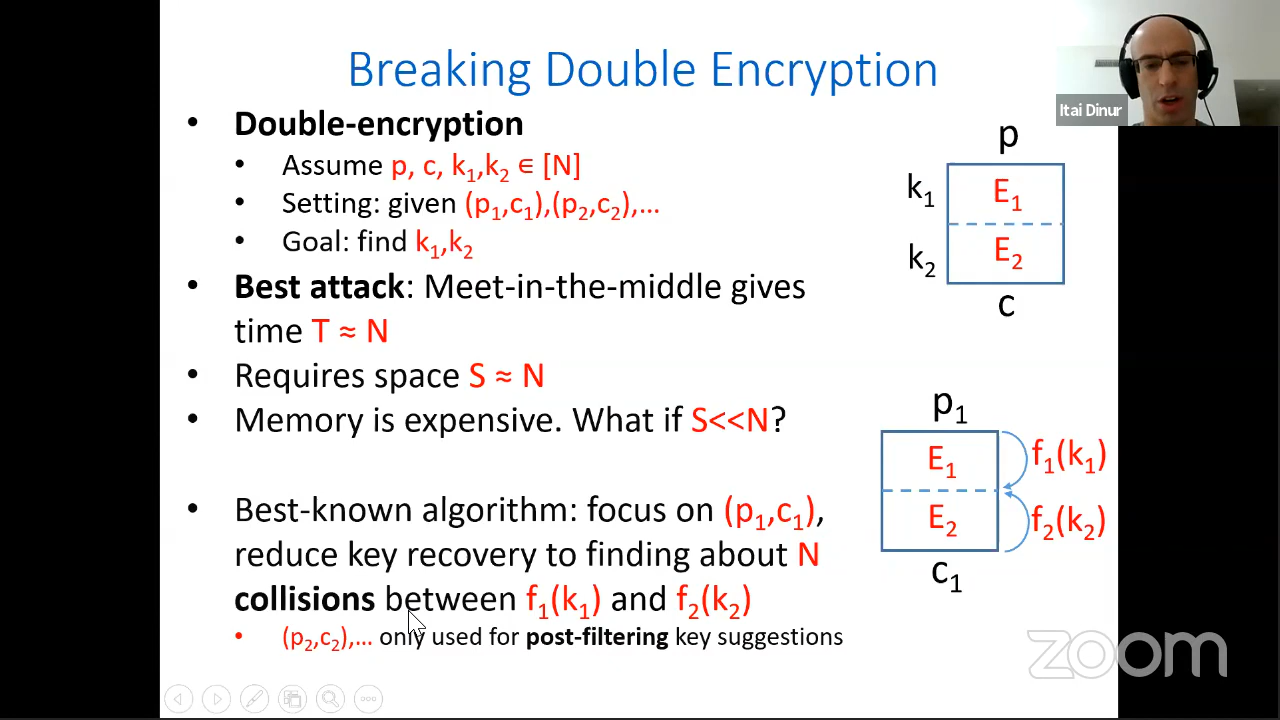 Breaking Double Encryption
Itai Dinur
• Double-encryption
• Assume p, c, k₁,k₂ ∈ [N]
• Setting: given (p₁,c₁),(p₂,c₂),...
• Goal: find k₁,k₂
• Best attack: Meet-in-the-middle gives
time T ≈ N
• Requires space S ≈ N
• Memory is expensive. What if S<<N?
• Best-known algorithm: focus on (p₁,c₁),
reduce key recovery to finding about N
collisions between f₁(k₁) and f₂(k₂)
• (p₂,c₂),... only used for post-filtering key suggestions
p
k₁
E₁
k₂
E₂
c
p₁
E₁
f₁(k₁)
E₂
f₂(k₂)
c₁
zoom